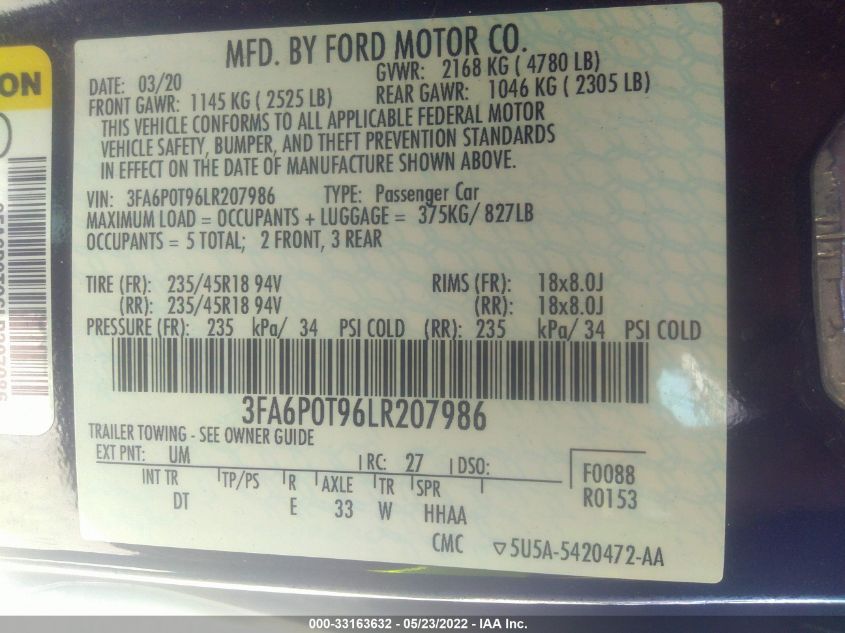 ON
MFD. BY FORD MOTOR CO.
DATE: 03/20 GVWR: 2168 KG ( 4780 LB)
FRONT GAWR: 1145 KG ( 2525 LB) REAR GAWR: 1046 KG ( 2305 LB)
THIS VEHICLE CONFORMS TO ALL APPLICABLE FEDERAL MOTOR
VEHICLE SAFETY, BUMPER, AND THEFT PREVENTION STANDARDS
IN EFFECT ON THE DATE OF MANUFACTURE SHOWN ABOVE.
VIN: 3FA6P0T96LR207986 TYPE: Passenger Car
MAXIMUM LOAD = OCCUPANTS + LUGGAGE = 375KG/ 827LB
OCCUPANTS = 5 TOTAL; 2 FRONT, 3 REAR
TIRE (FR): 235/45R18 94V RIMS (FR): 18x8.0J
(RR): 235/45R18 94V (RR): 18x8.0J
PRESSURE (FR): 235 kPa/ 34 PSI COLD (RR): 235 kPa/ 34 PSI COLD
3FA6P0T96LR207986
TRAILER TOWING - SEE OWNER GUIDE
EXT PNT: UM RC: 27 DSO:
INT TR TP/PS R AXLE TR SPR
DT E 33 W HHAA
F0088
R0153
CMC 5U5A-5420472-AA
000-33163632 - 05/23/2022 - IAA Inc.